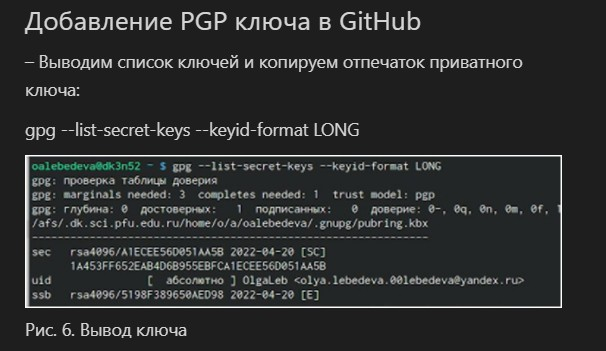 Добавление PGP ключа в GitHub
– Выводим список ключей и копируем отпечаток приватного
ключа:
gpg --list-secret-keys --keyid-format LONG
oalebedeva@dk3n52 ~ $ gpg --list-secret-keys --keyid-format LONG
gpg: проверка таблицы доверия
gpg: marginals needed: 3  completes needed: 1  trust model: pgp
gpg: глубина: 0  достоверных:   1  подписанных:   0  доверие: 0-, 0q, 0n, 0m, 0f, 1
/afs/.dk.sci.pfu.edu.ru/home/o/a/oalebedeva/.gnupg/pubring.kbx
--------------------------------------------------------------
sec   rsa4096/A1ECEE56D051AA5B 2022-04-20 [SC]
1A453FF652EAB4D6B955EBFCA1ECEE56D051AA5B
uid              [  абсолютно ] OlgaLeb <olya.lebedeva.00lebedeva@yandex.ru>
ssb   rsa4096/5198F389650AED98 2022-04-20 [E]
Рис. 6. Вывод ключа